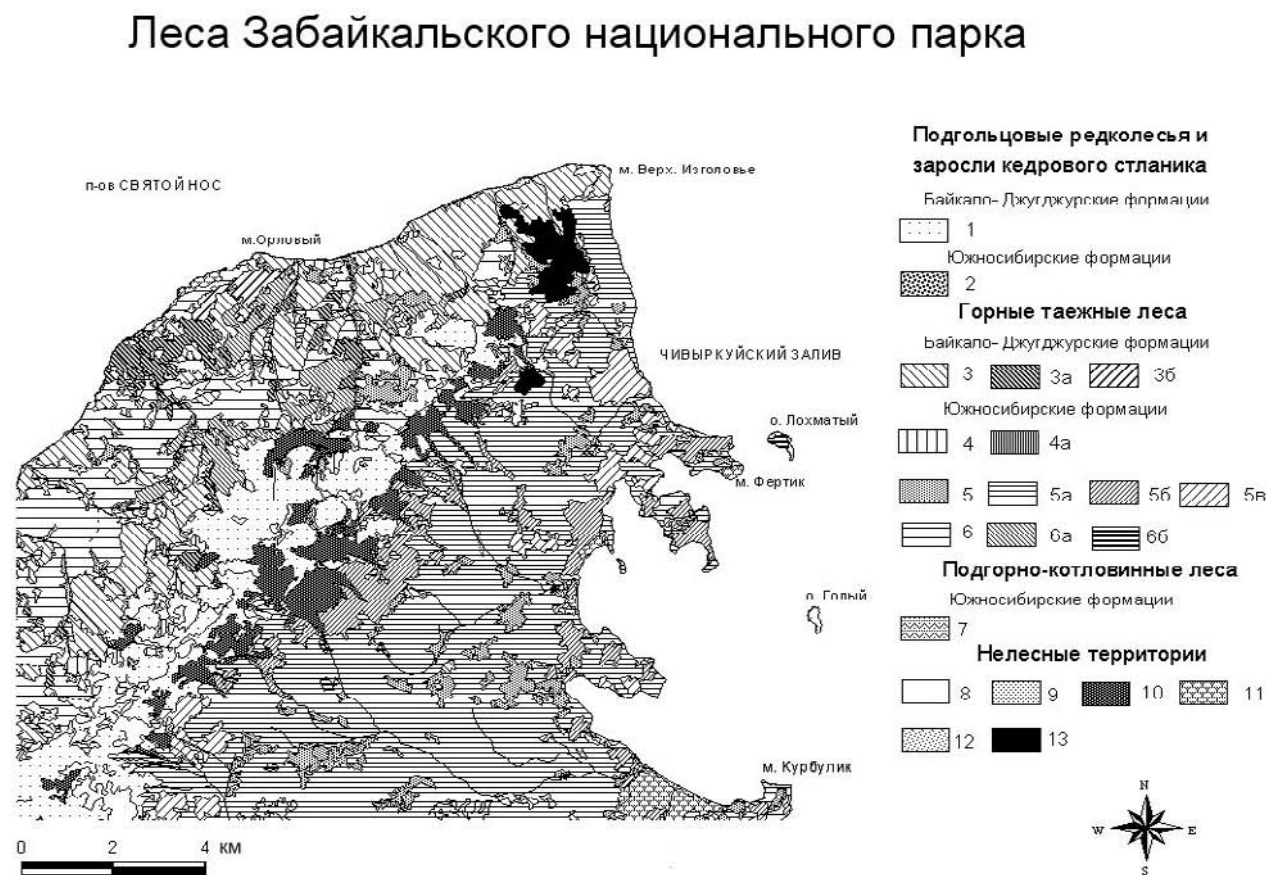 Леса Забайкальского национального парка
п-ов СВЯТОЙ НОС
м. Верх. Изголовье
м.Орловый
ЧИВЫРКУЙСКИЙ ЗАЛИВ
о. Лохматый
м. Фертик
о. Голый
м. Курбулик
0 2 4 км
Подгольцовые редколесья и
заросли кедрового стланика
Байкало- Джугджурские формации
1
Южносибирские формации
2
Горные таежные леса
Байкало- Джугджурские формации
3 3а 3б
Южносибирские формации
4 4а
5 5а 5б 5в
6 6а 6б
Подгорно-котловинные леса
Южносибирские формации
7
Нелесные территории
8 9 10 11
12 13
N
W E
S